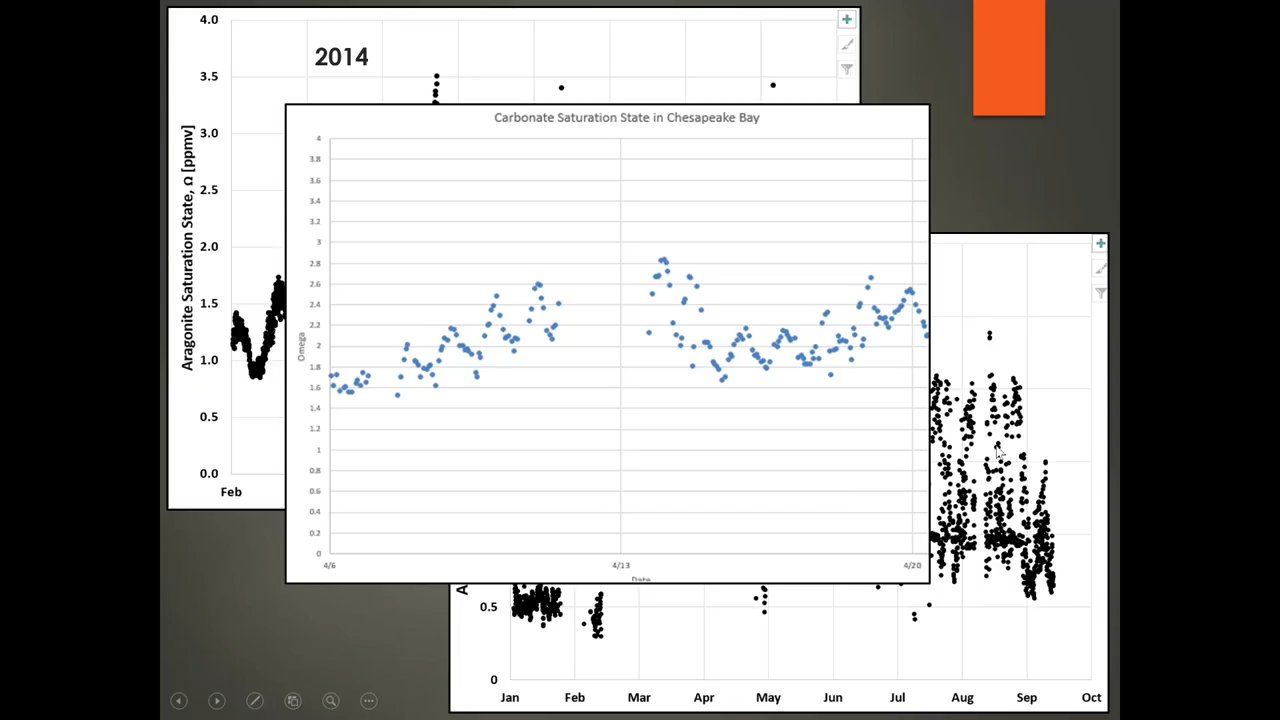 4.0
2014
3.5
3.0
2.5
2.0
1.5
1.0
0.5
0.0
Aragonite Saturation State, Ω [ppmv]
Feb
Carbonate Saturation State in Chesapeake Bay
4
3.8
3.6
3.4
3.2
3
2.8
2.6
2.4
2.2
2
1.8
1.6
1.4
1.2
1
0.8
0.6
0.4
0.2
0
Omega
4/6
4/13
4/20
Date
A
0.5
0
Jan
Feb
Mar
Apr
May
Jun
Jul
Aug
Sep
Oct